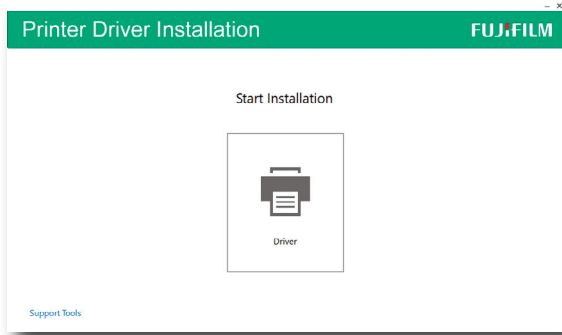 Printer Driver Installation
FUJIFILM
Start Installation
Driver
Support Tools